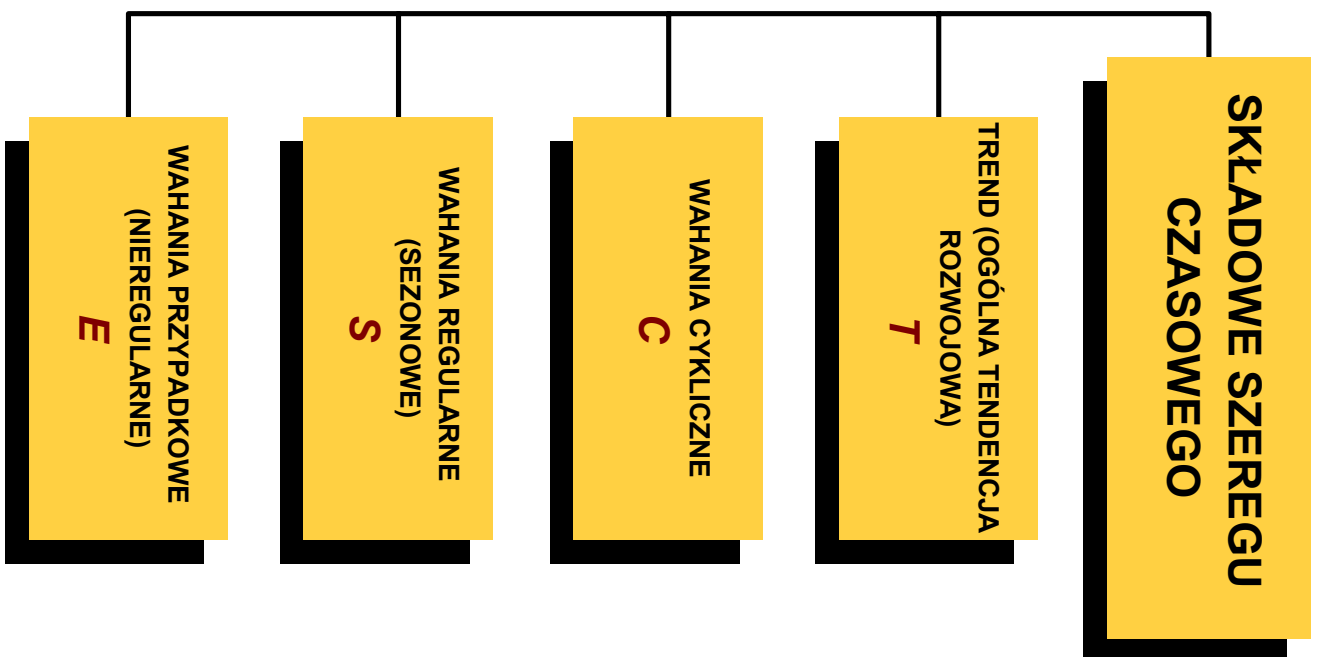 SKŁADOWE SZEREGU
CZASOWEGO
TREND (OGÓLNA TENDENCJA
ROZWOJOWA)
T
WAHANIA CYKLICZNE
C
WAHANIA REGULARNE
(SEZONOWE)
S
WAHANIA PRZYPADKOWE
(NIEREGULARNE)
E